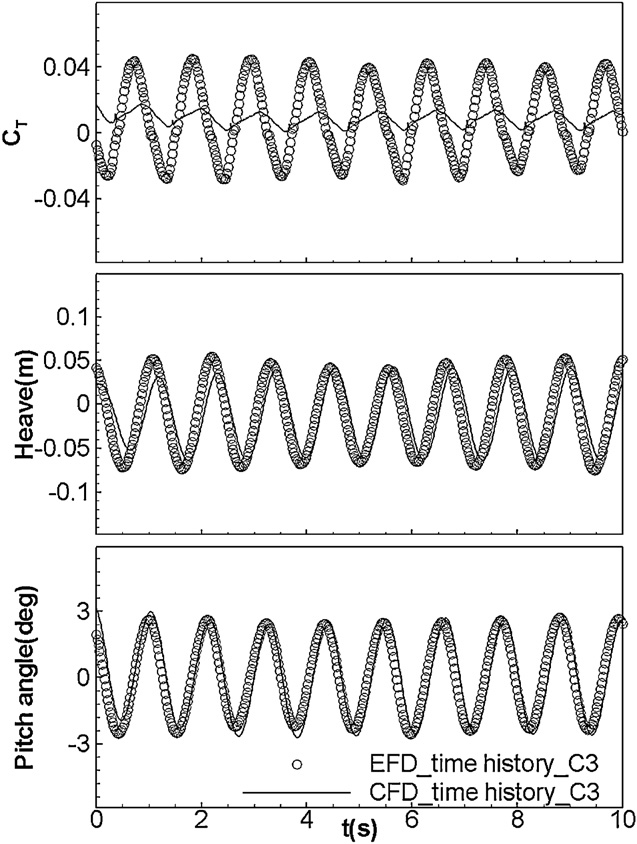 0.04
0
-0.04
C_T
0.1
0.05
0
-0.05
-0.1
Heave(m)
3
0
-3
Pitch angle(deg)
EFD_time history_C3
CFD_time history_C3
0 2 4 6 8 10
t(s)